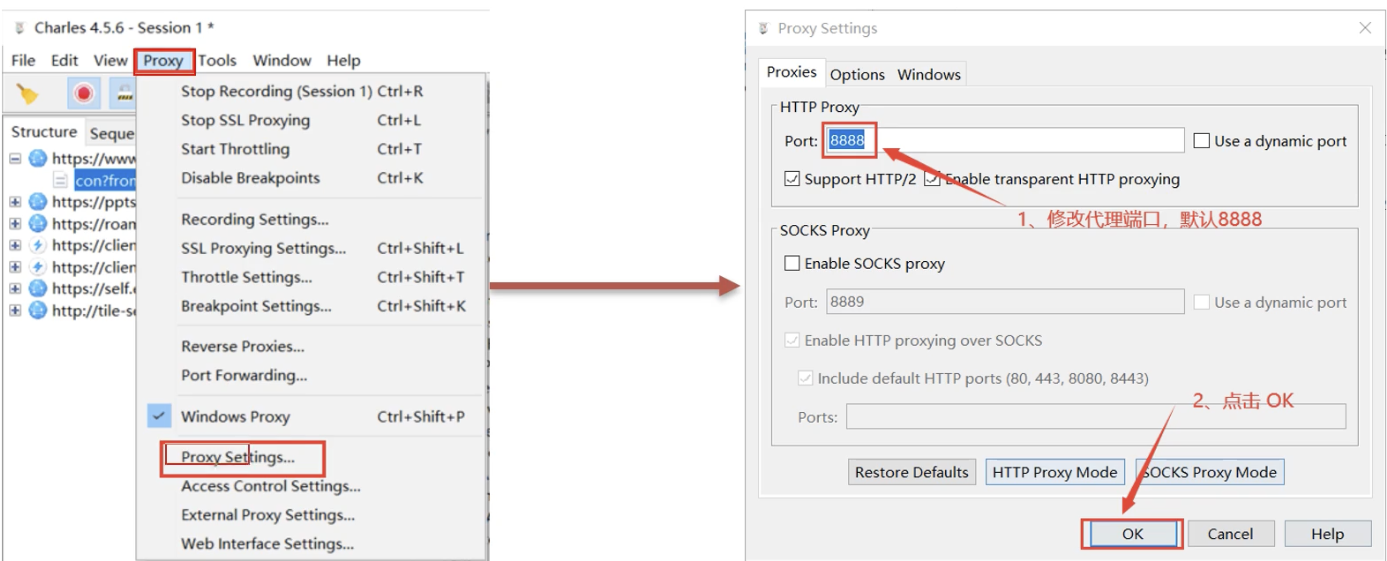 Charles 4.5.6 - Session 1 *
File Edit View Proxy Tools Window Help
Structure Seque
https://www
con?fron
https://ppts
https://roam
https://clien
https://clien
https://self.e
http://tile-se
Stop Recording (Session 1) Ctrl+R
Stop SSL Proxying Ctrl+L
Start Throttling Ctrl+T
Disable Breakpoints Ctrl+K
Recording Settings...
SSL Proxying Settings... Ctrl+Shift+L
Throttle Settings... Ctrl+Shift+T
Breakpoint Settings... Ctrl+Shift+K
Reverse Proxies...
Port Forwarding...
Windows Proxy Ctrl+Shift+P
Proxy Settings...
Access Control Settings...
External Proxy Settings...
Web Interface Settings...
Proxy Settings
Proxies Options Windows
HTTP Proxy
Port: 8888 Use a dynamic port
Support HTTP/2 Enable transparent HTTP proxying
1、修改代理端口，默认8888
SOCKS Proxy
Enable SOCKS proxy
Port: 8889 Use a dynamic port
Enable HTTP proxying over SOCKS
Include default HTTP ports (80, 443, 8080, 8443)
2、点击 OK
Ports:
Restore Defaults HTTP Proxy Mode SOCKS Proxy Mode
OK Cancel Help